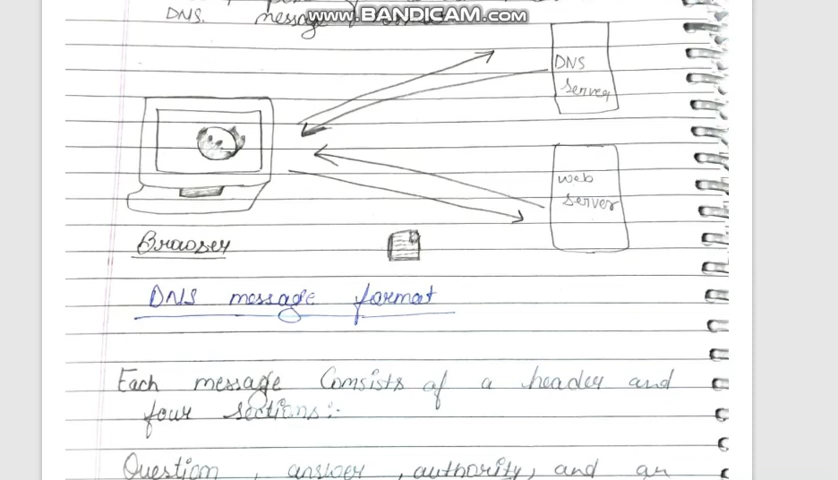 DNS. message
www.BANDICAM.com
DNS
Server
web
server
Browser
DNS message format
Each message Consists of a header and
four sections:-
Question, answer, authority, and an